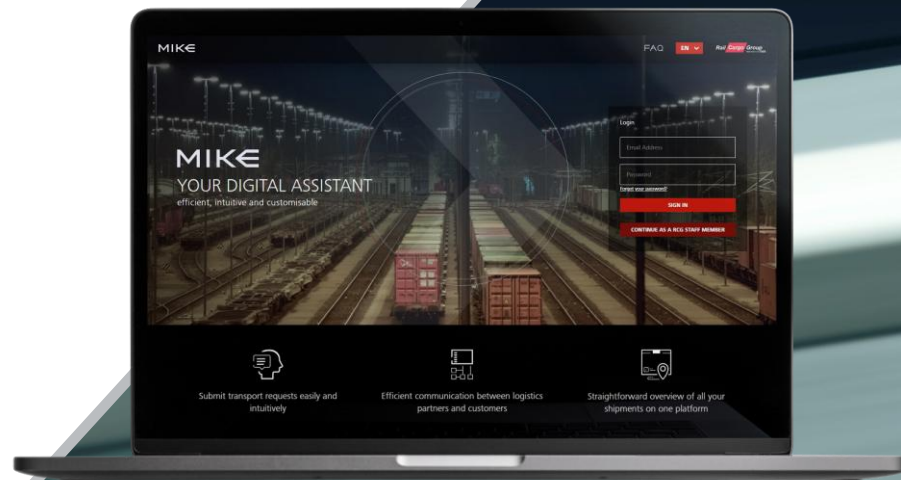 MIKE
FAQ
EN
Rail Cargo Group
MIKE
YOUR DIGITAL ASSISTANT
efficient, intuitive and customisable
Login
Email Address
Password
Forgot your password?
SIGN IN
CONTINUE AS A RCG STAFF MEMBER
Submit transport requests easily and
intuitively
Efficient communication between logistics
partners and customers
Straightforward overview of all your
shipments on one platform